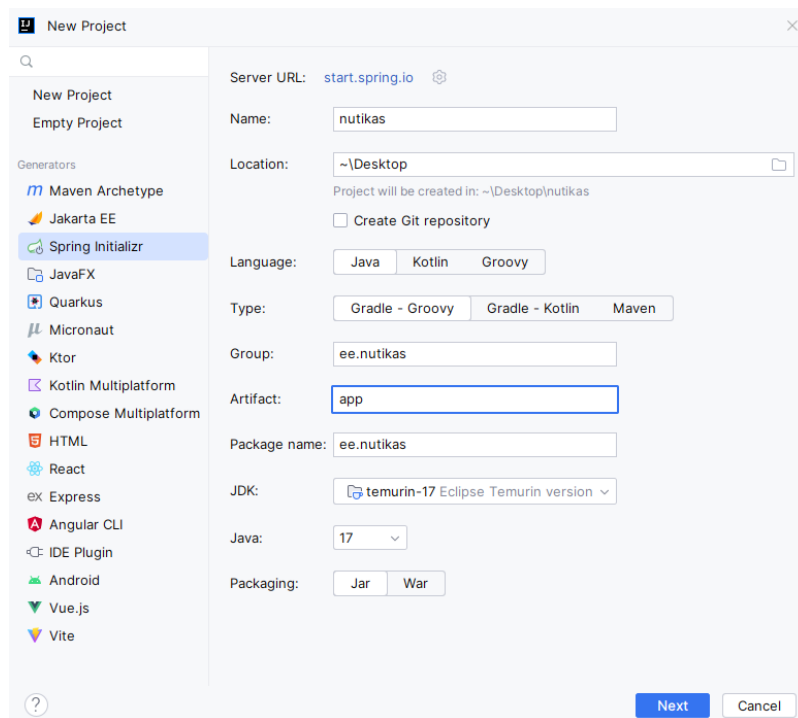 New Project
New Project
Empty Project
Generators
Maven Archetype
Jakarta EE
Spring Initializr
JavaFX
Quarkus
Micronaut
Ktor
Kotlin Multiplatform
Compose Multiplatform
HTML
React
ex Express
Angular CLI
IDE Plugin
Android
Vue.js
Vite
Server URL: start.spring.io
Name: nutikas
Location: ~\Desktop
Project will be created in: ~\Desktop\nutikas
Create Git repository
Language: Java Kotlin Groovy
Type: Gradle - Groovy Gradle - Kotlin Maven
Group: ee.nutikas
Artifact: app
Package name: ee.nutikas
JDK: temurin-17 Eclipse Temurin version
Java: 17
Packaging: Jar War
? Next Cancel